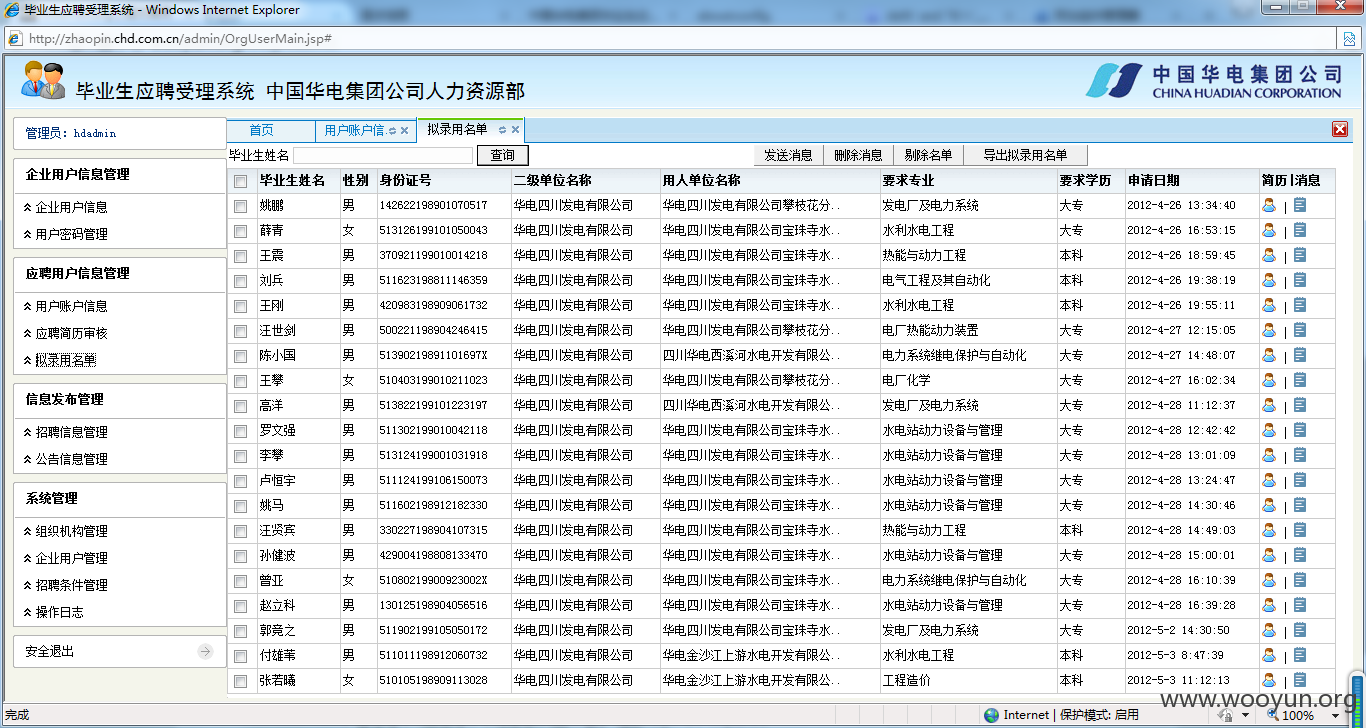 毕业生应聘受理系统 - Windows Internet Explorer
http://zhaopin.chd.com.cn/admin/OrgUserMain.jsp#
毕业生应聘受理系统 中国华电集团公司人力资源部
中国华电集团公司
CHINA HUADIAN CORPORATION
管理员: hdadmin
企业用户信息管理
企业用户信息
用户密码管理
应聘用户信息管理
用户账户信息
应聘简历审核
拟录用名单
信息发布管理
招聘信息管理
公告信息管理
系统管理
组织机构管理
企业用户管理
招聘条件管理
操作日志
安全退出
首页 用户账户信. 拟录用名单
毕业生姓名 查询 发送消息 删除消息 剔除名单 导出拟录用名单
毕业生姓名 性别 身份证号 二级单位名称 用人单位名称 要求专业 要求学历 申请日期 简历|消息
姚鹏 男 142622198901070517 华电四川发电有限公司 华电四川发电有限公司攀枝花分.. 发电厂及电力系统 大专 2012-4-26 13:34:40 |
薛青 女 513126199101050043 华电四川发电有限公司 华电四川发电有限公司宝珠寺水.. 水利水电工程 大专 2012-4-26 16:53:15 |
王震 男 370921199010014218 华电四川发电有限公司 华电四川发电有限公司宝珠寺水.. 热能与动力工程 本科 2012-4-26 18:59:45 |
刘兵 男 511623198811146359 华电四川发电有限公司 华电四川发电有限公司宝珠寺水.. 电气工程及其自动化 本科 2012-4-26 19:38:19 |
王刚 男 420983198909061732 华电四川发电有限公司 华电四川发电有限公司宝珠寺水.. 水利水电工程 本科 2012-4-26 19:55:11 |
汪世剑 男 500221198904246415 华电四川发电有限公司 华电四川发电有限公司宝珠寺水.. 电厂热能动力装置 大专 2012-4-27 12:15:05 |
陈小国 男 51390219891101697X 华电四川发电有限公司 四川华电西溪河水电开发有限公.. 电力系统继电保护与自动化 大专 2012-4-27 14:48:07 |
王攀 女 510403199010211023 华电四川发电有限公司 华电四川发电有限公司攀枝花分.. 电厂化学 大专 2012-4-27 16:02:34 |
高洋 男 513822199101223197 华电四川发电有限公司 四川华电西溪河水电开发有限公.. 发电厂及电力系统 大专 2012-4-28 11:12:37 |
罗文强 男 511302199010042118 华电四川发电有限公司 华电四川发电有限公司宝珠寺水.. 水电站动力设备与管理 大专 2012-4-28 12:42:42 |
李攀 男 513124199001031918 华电四川发电有限公司 华电四川发电有限公司宝珠寺水.. 水电站动力设备与管理 大专 2012-4-28 13:01:09 |
卢恒宇 男 511124199106150073 华电四川发电有限公司 华电四川发电有限公司宝珠寺水.. 水电站动力设备与管理 大专 2012-4-28 13:24:47 |
姚马 男 511602198912182330 华电四川发电有限公司 华电四川发电有限公司宝珠寺水.. 水电站动力设备与管理 大专 2012-4-28 14:30:46 |
汪贤宾 男 330227198904107315 华电四川发电有限公司 华电四川发电有限公司宝珠寺水.. 热能与动力工程 本科 2012-4-28 14:49:03 |
孙健波 男 429004198808133470 华电四川发电有限公司 华电四川发电有限公司宝珠寺水.. 水电站动力设备与管理 大专 2012-4-28 15:00:01 |
曾亚 女 51080219900923002X 华电四川发电有限公司 华电四川发电有限公司宝珠寺水.. 电力系统继电保护与自动化 大专 2012-4-28 16:10:39 |
赵立科 男 130125198904056516 华电四川发电有限公司 华电四川发电有限公司宝珠寺水.. 水电站动力设备与管理 大专 2012-4-28 16:39:28 |
郭竞之 男 511902199105050172 华电四川发电有限公司 华电四川发电有限公司宝珠寺水.. 发电厂及电力系统 大专 2012-5-2 14:30:50 |
付雄苇 男 511011198912060732 华电四川发电有限公司 华电金沙江上游水电开发有限公.. 水利水电工程 本科 2012-5-3 8:47:39 |
张若曦 女 510105198909113028 华电四川发电有限公司 华电金沙江上游水电开发有限公.. 工程造价 本科 2012-5-3 11:12:13 |
www.wooyun.org
完成 Internet | 保护模式: 启用 100%